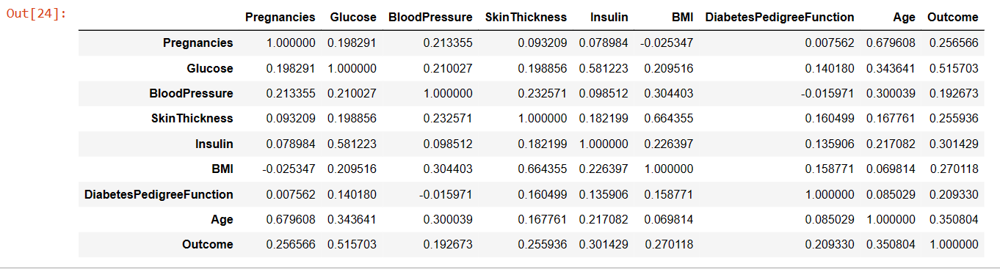 Out[24]:
Pregnancies Glucose BloodPressure SkinThickness Insulin BMI DiabetesPedigreeFunction Age Outcome
Pregnancies 1.000000 0.198291 0.213355 0.093209 0.078984 -0.025347 0.007562 0.679608 0.256566
Glucose 0.198291 1.000000 0.210027 0.198856 0.581223 0.209516 0.140180 0.343641 0.515703
BloodPressure 0.213355 0.210027 1.000000 0.232571 0.098512 0.304403 -0.015971 0.300039 0.192673
SkinThickness 0.093209 0.198856 0.232571 1.000000 0.182199 0.664355 0.160499 0.167761 0.255936
Insulin 0.078984 0.581223 0.098512 0.182199 1.000000 0.226397 0.135906 0.217082 0.301429
BMI -0.025347 0.209516 0.304403 0.664355 0.226397 1.000000 0.158771 0.069814 0.270118
DiabetesPedigreeFunction 0.007562 0.140180 -0.015971 0.160499 0.135906 0.158771 1.000000 0.085029 0.209330
Age 0.679608 0.343641 0.300039 0.167761 0.217082 0.069814 0.085029 1.000000 0.350804
Outcome 0.256566 0.515703 0.192673 0.255936 0.301429 0.270118 0.209330 0.350804 1.000000